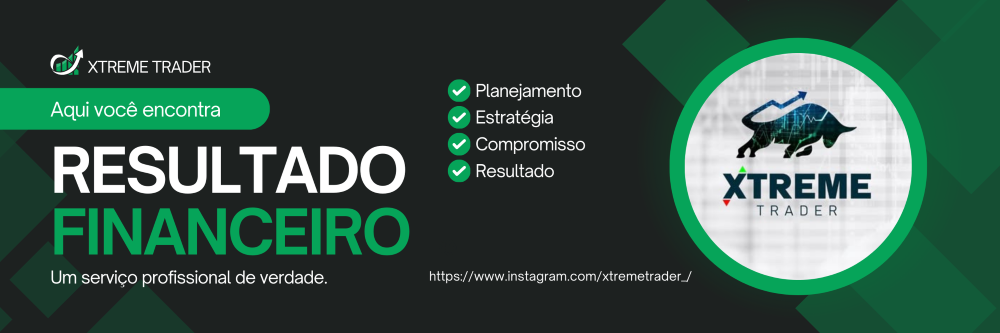 XTREME TRADER
Aqui você encontra
RESULTADO
FINANCEIRO
Um serviço profissional de verdade.
Planejamento
Estratégia
Compromisso
Resultado
https://www.instagram.com/xtremetrader_/
XTREME
TRADER